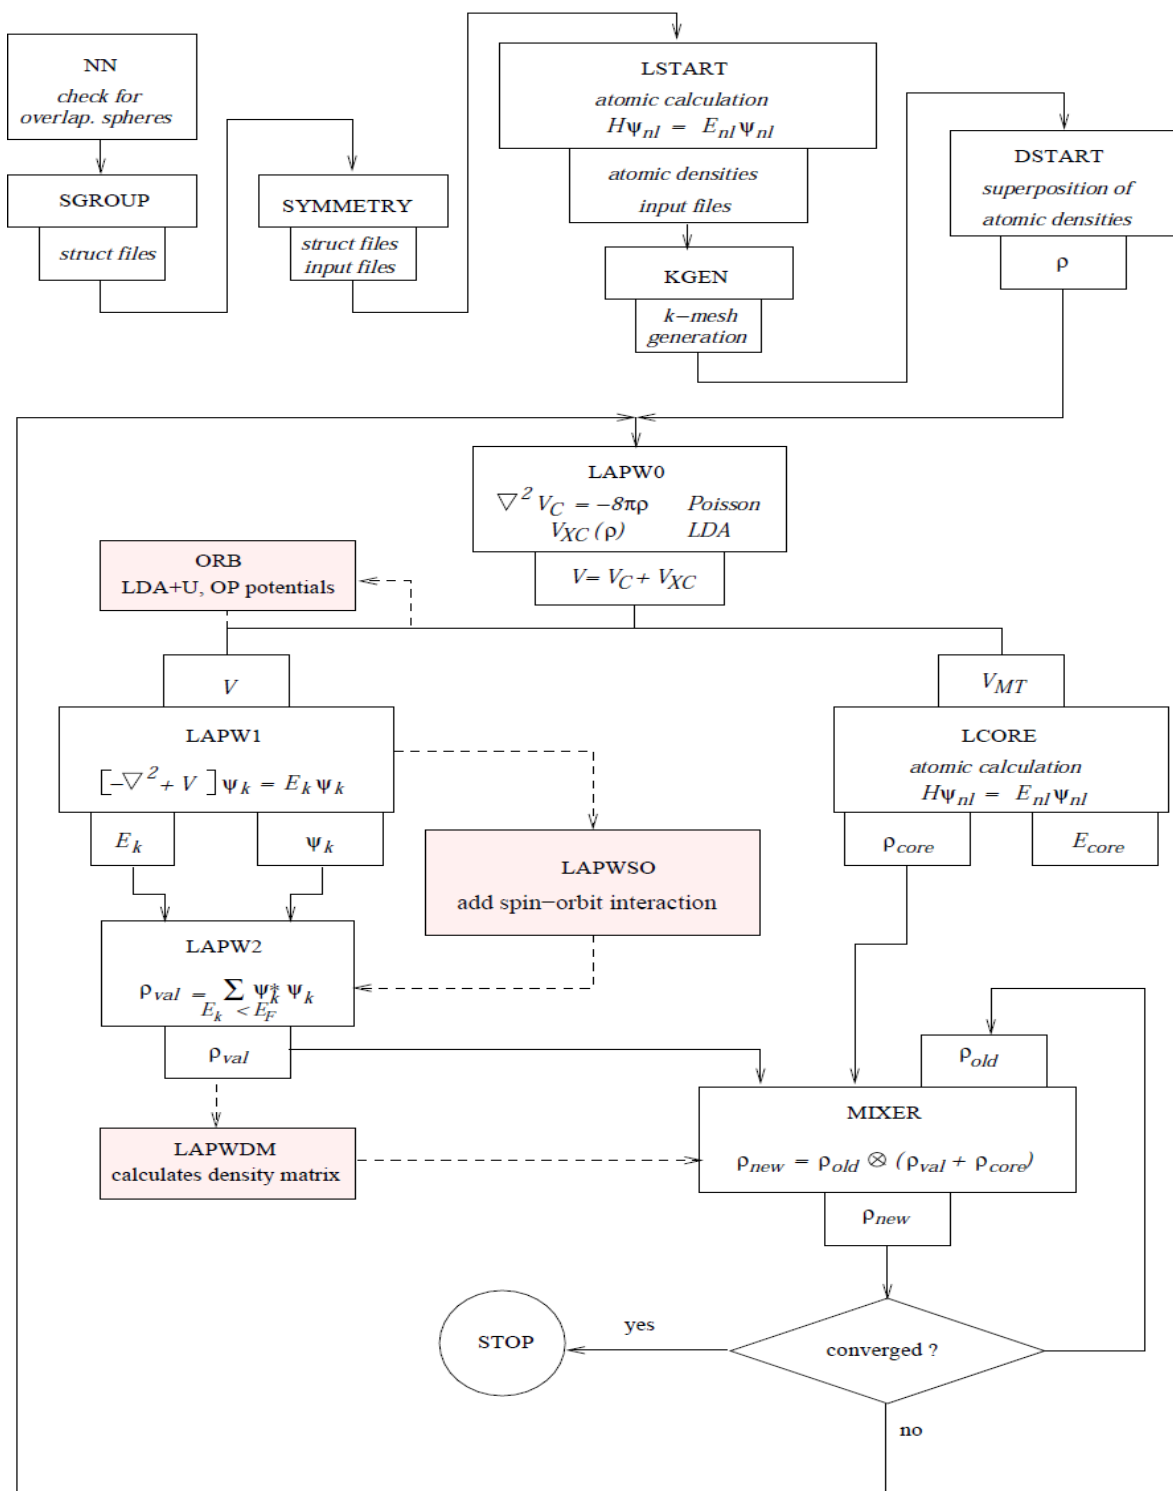 NN
check for
overlap. spheres
SGROUP
struct files
SYMMETRY
struct files
input files
LSTART
atomic calculation
Hψnl = Enl ψnl
atomic densities
input files
KGEN
k−mesh
generation
DSTART
superposition of
atomic densities
ρ
LAPW0
▽² VC = −8πρ Poisson
VXC (ρ) LDA
V= VC + VXC
ORB
LDA+U, OP potentials
V
LAPW1
[−▽² + V ] ψk = Ek ψk
Ek
ψk
VMT
LCORE
atomic calculation
Hψnl = Enl ψnl
ρcore
Ecore
LAPWSO
add spin−orbit interaction
LAPW2
ρval = Σ ψ*k ψk
Ek < EF
ρval
LAPWDM
calculates density matrix
ρold
MIXER
ρnew = ρold ⊗ (ρval + ρcore)
ρnew
STOP
yes
converged ?
no